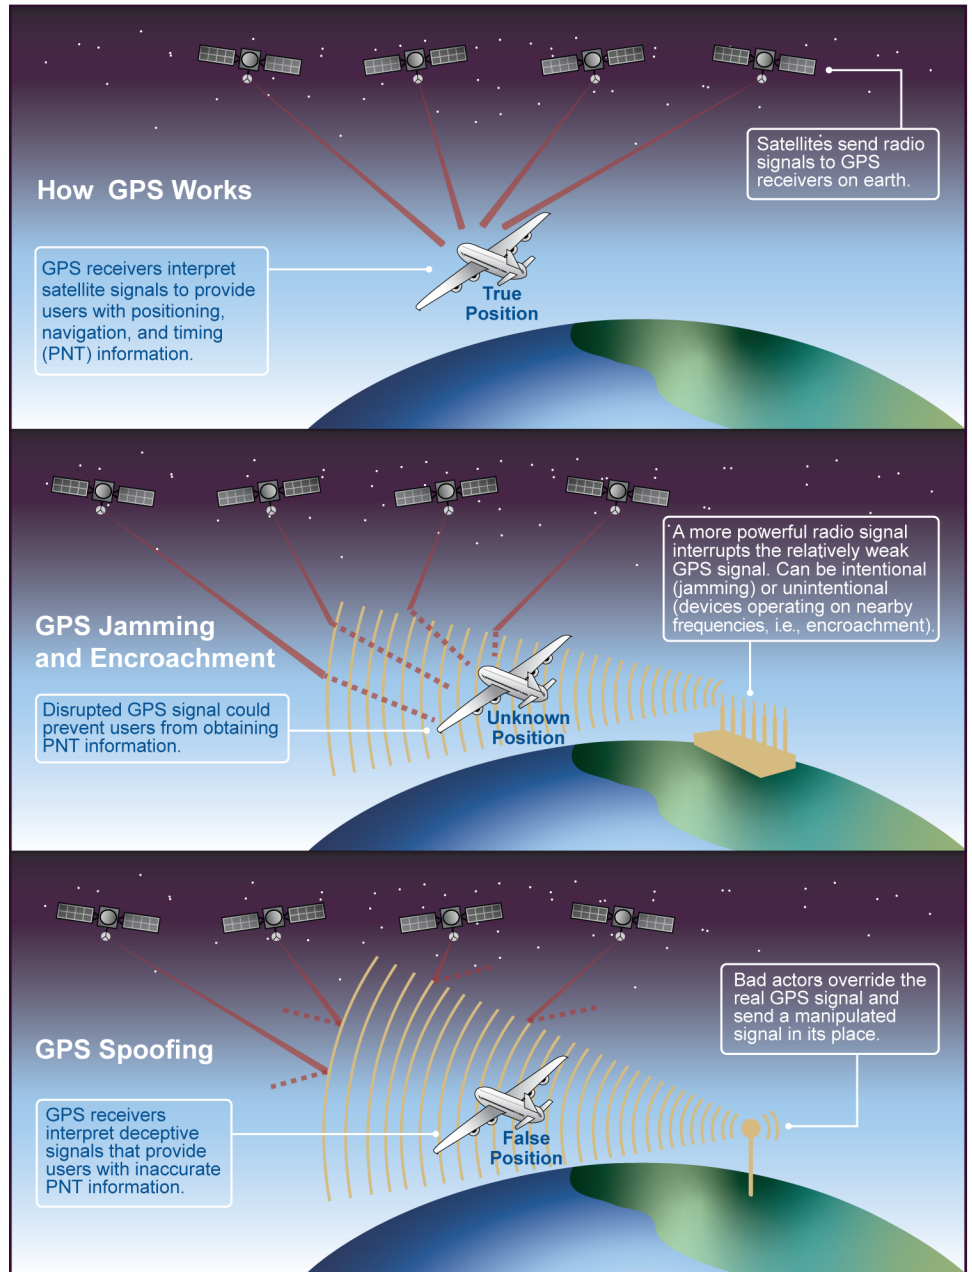 Satellites send radio
signals to GPS
receivers on earth.
How GPS Works
GPS receivers interpret
satellite signals to provide
users with positioning,
navigation, and timing
(PNT) information.
True
Position
A more powerful radio signal
interrupts the relatively weak
GPS signal. Can be intentional
(jamming) or unintentional
(devices operating on nearby
frequencies, i.e., encroachment).
GPS Jamming
and Encroachment
Disrupted GPS signal could
prevent users from obtaining
PNT information.
Unknown
Position
Bad actors override the
real GPS signal and
send a manipulated
signal in its place.
GPS Spoofing
GPS receivers
interpret deceptive
signals that provide
users with inaccurate
PNT information.
False
Position